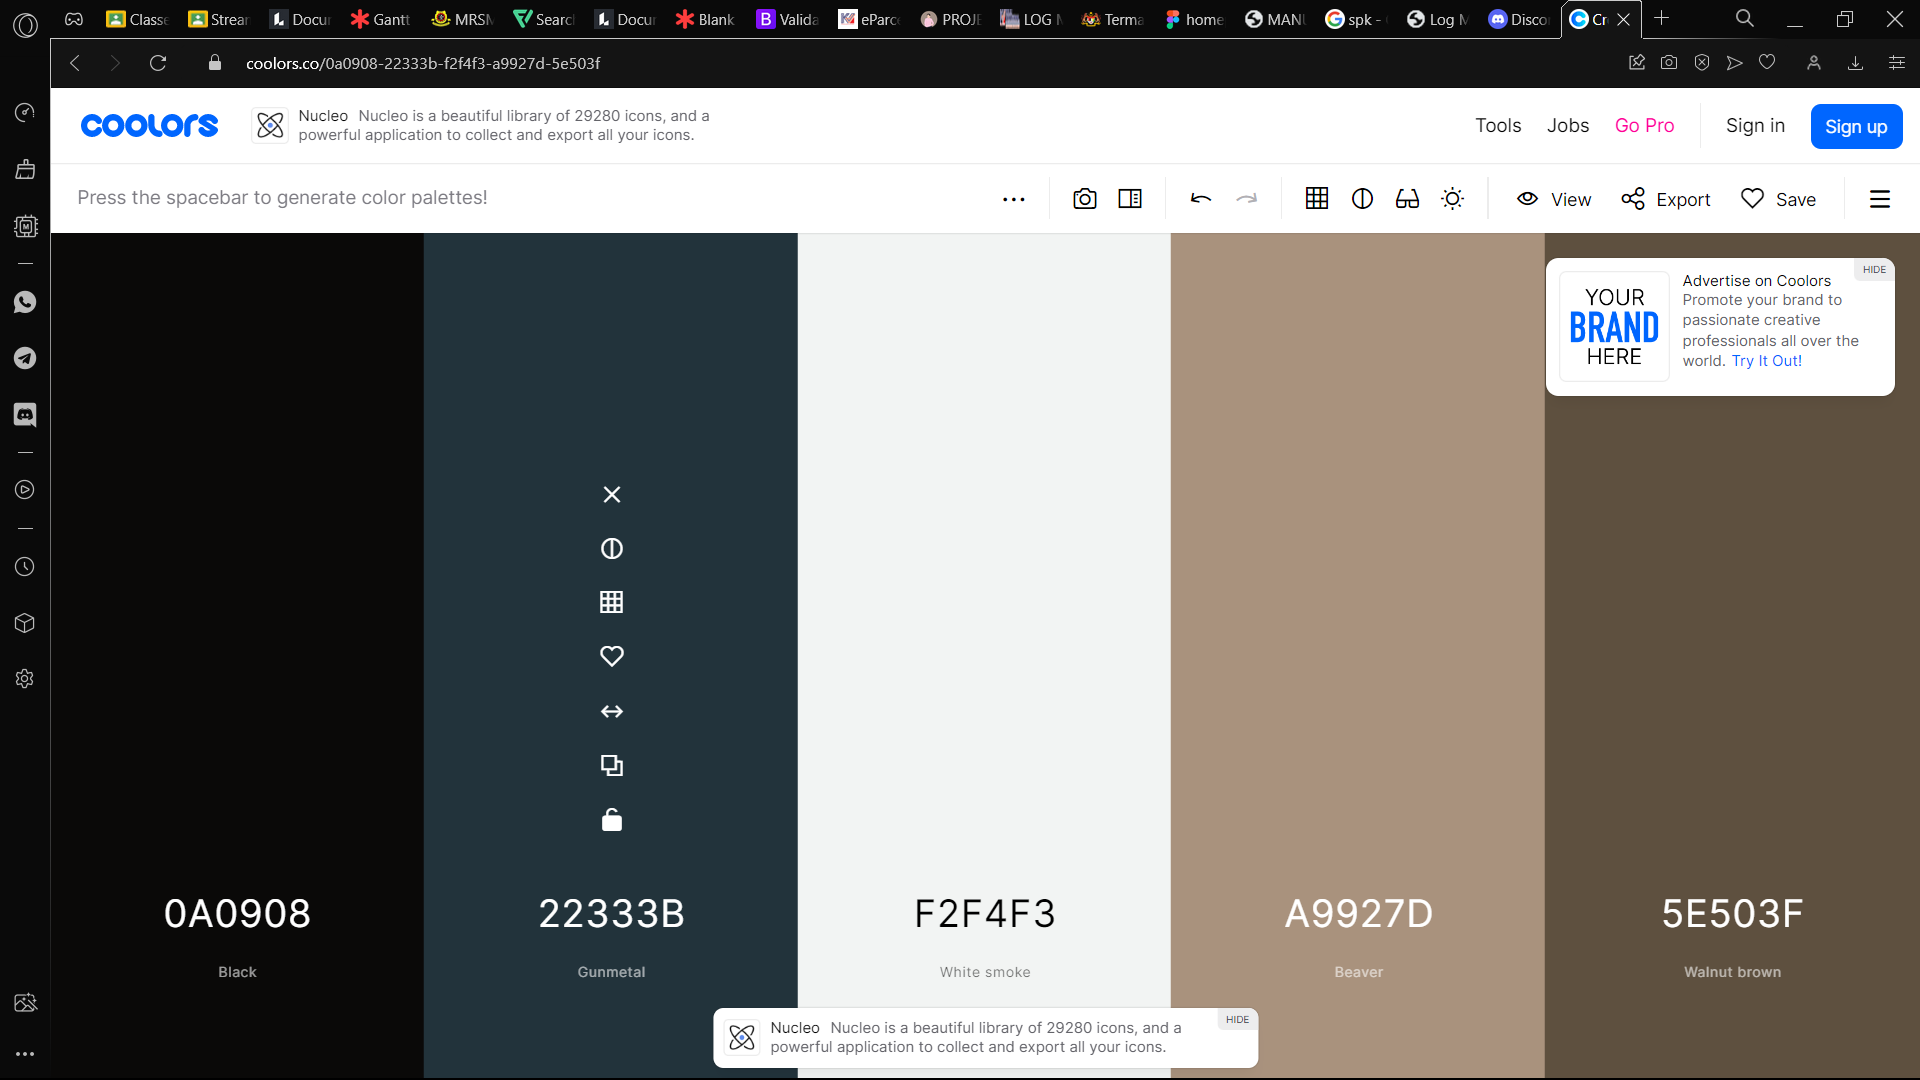 Classe
Strear
Docur
Gantt
MRSM
Searc
Docur
Blank
Valida
eParce
PROJE
LOG M
Terma
home
MANU
spk -
Log M
Disco
Cr
coolors.co/0a0908-22333b-f2f4f3-a9927d-5e503f
coolors
Nucleo Nucleo is a beautiful library of 29280 icons, and a
powerful application to collect and export all your icons.
Tools
Jobs
Go Pro
Sign in
Sign up
Press the spacebar to generate color palettes!
View
Export
Save
HIDE
YOUR
BRAND
HERE
Advertise on Coolors
Promote your brand to
passionate creative
professionals all over the
world. Try It Out!
0A0908
Black
22333B
Gunmetal
F2F4F3
White smoke
A9927D
Beaver
5E503F
Walnut brown
HIDE
Nucleo Nucleo is a beautiful library of 29280 icons, and a
powerful application to collect and export all your icons.